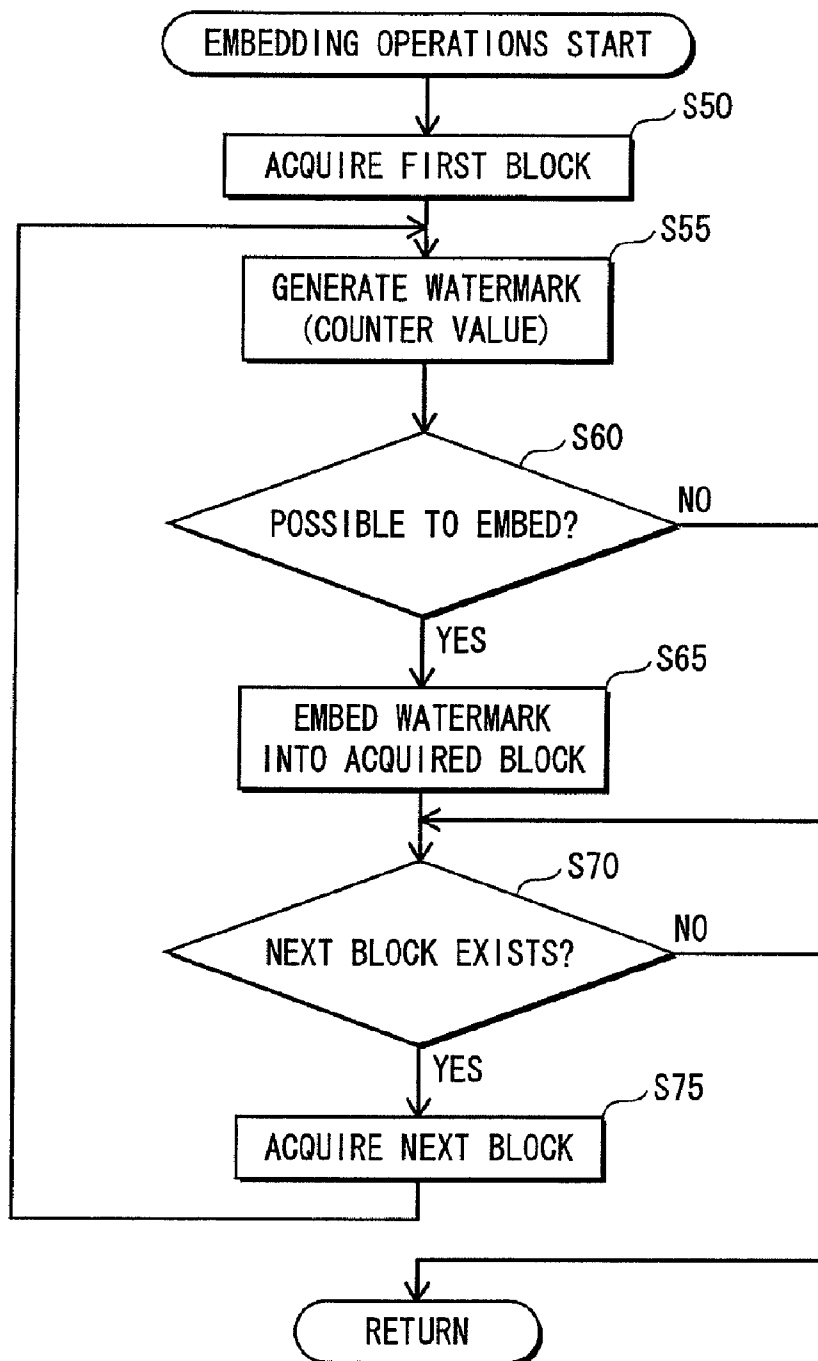 EMBEDDING OPERATIONS START
S50
ACQUIRE FIRST BLOCK
S55
GENERATE WATERMARK
(COUNTER VALUE)
S60
NO
POSSIBLE TO EMBED?
YES
S65
EMBED WATERMARK
INTO ACQUIRED BLOCK
S70
NO
NEXT BLOCK EXISTS?
YES
S75
ACQUIRE NEXT BLOCK
RETURN